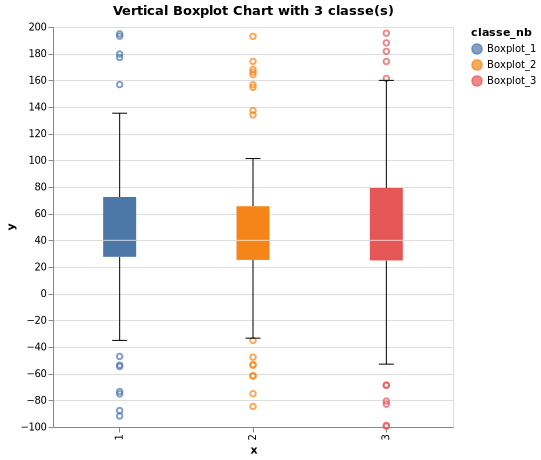 Vertical Boxplot Chart with 3 classe(s)
classe_nb
Boxplot_1
Boxplot_2
Boxplot_3
y
200
180
160
140
120
100
80
60
40
20
0
−20
−40
−60
−80
−100
1
2
3
x